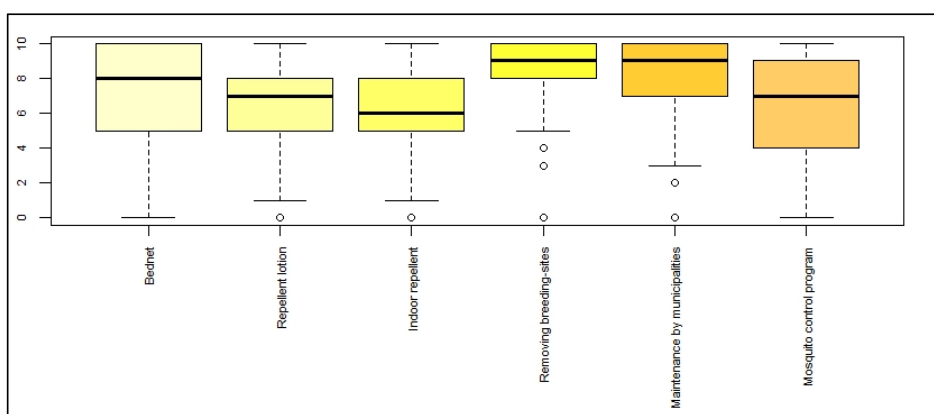 10
8
6
4
2
0
Bednet
Repellent lotion
Indoor repellent
Removing breeding-sites
Maintenance by municipalities
Mosquito control program